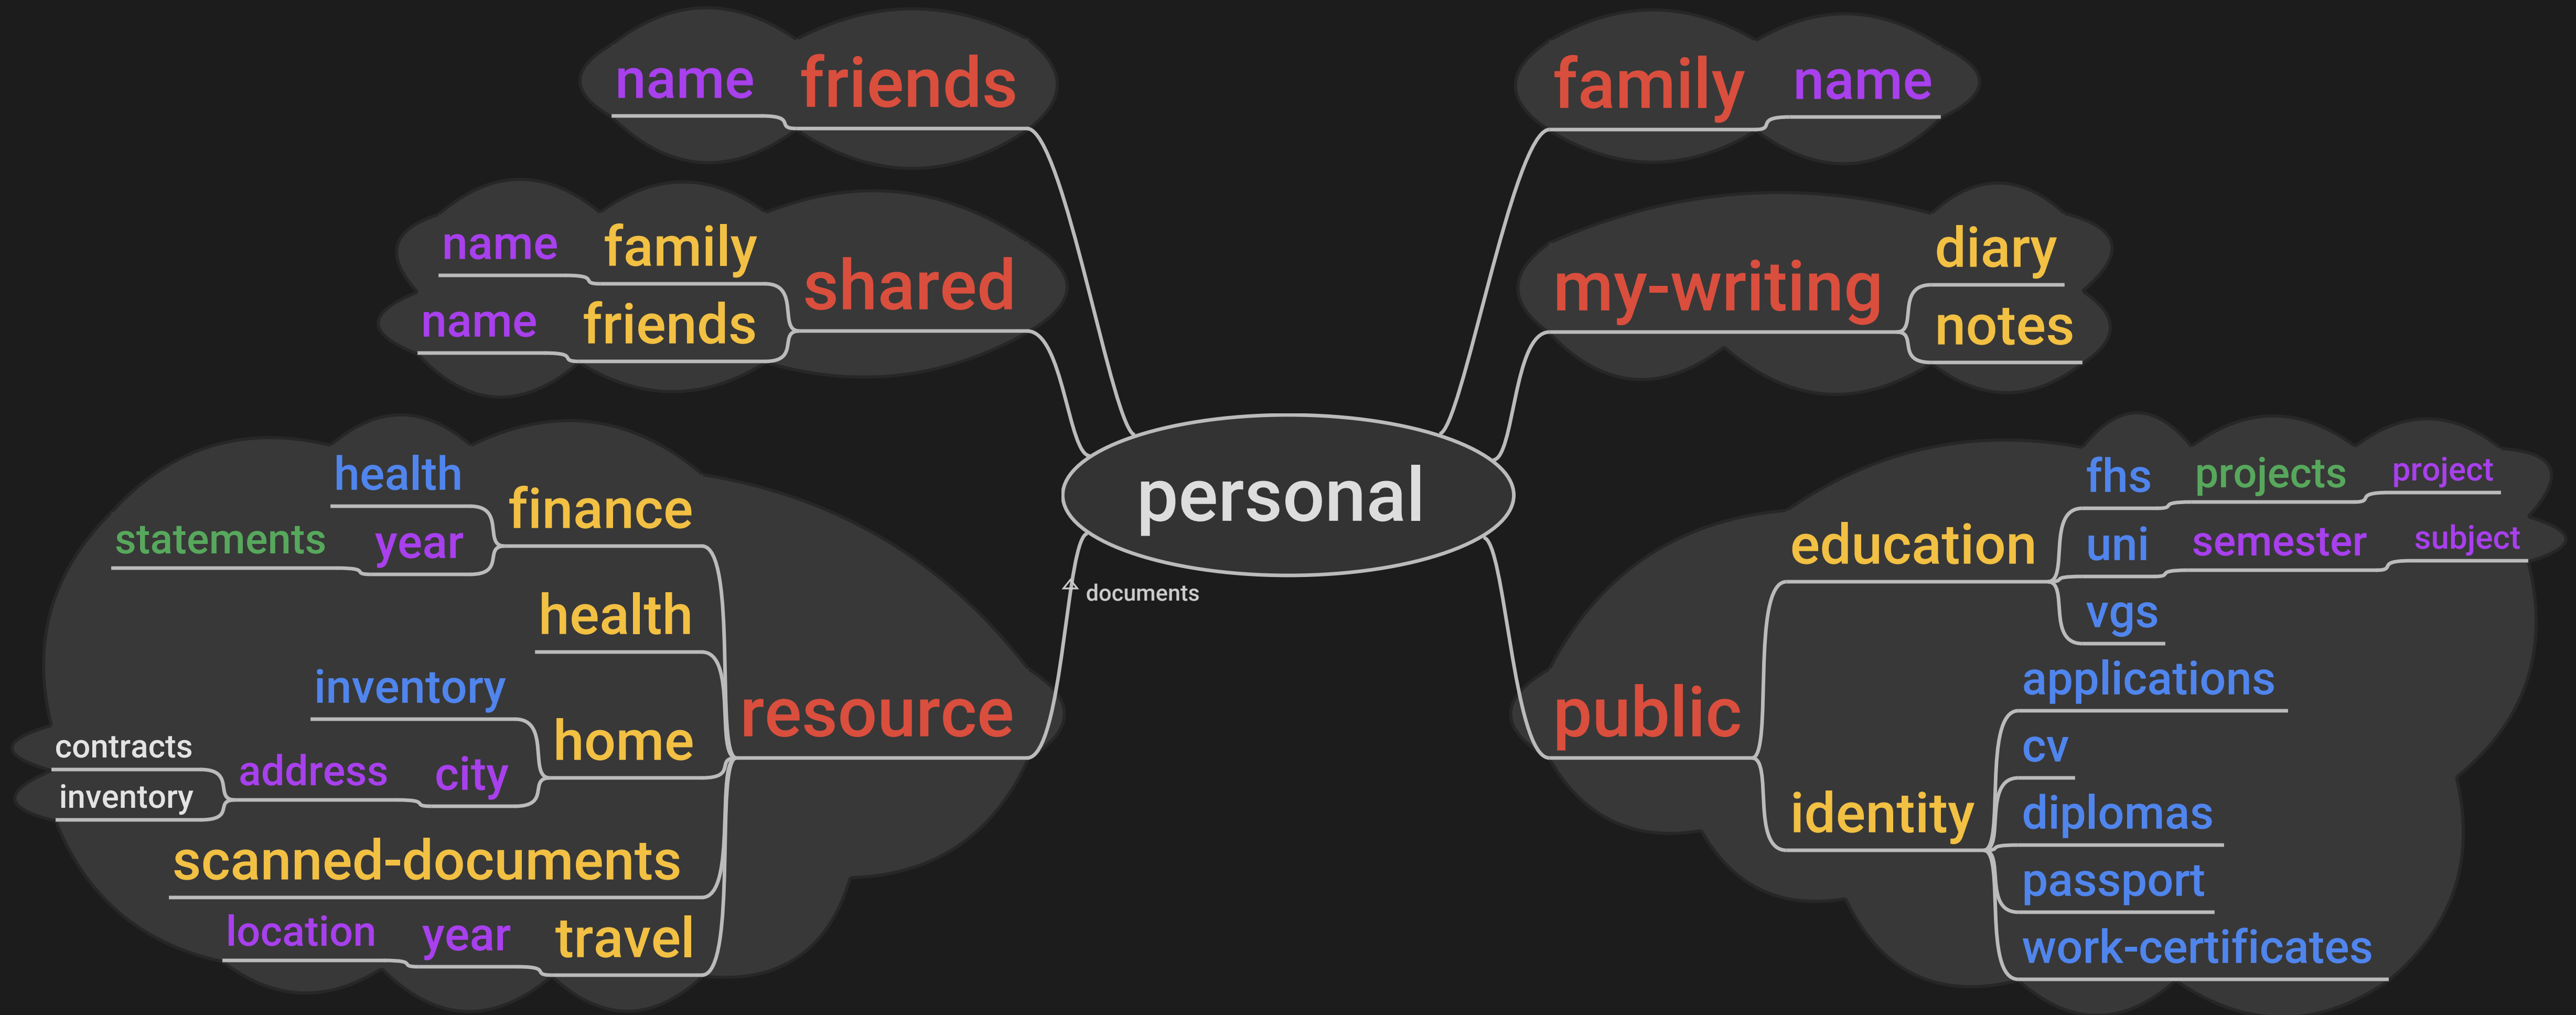 name friends
family name
name family
shared
name friends
my-writing
diary
notes
personal
documents
health
finance
statements year
health
inventory
home
contracts
address city
inventory
resource
scanned-documents
location year travel
public
education
fhs projects project
uni semester subject
vgs
identity
applications
cv
diplomas
passport
work-certificates